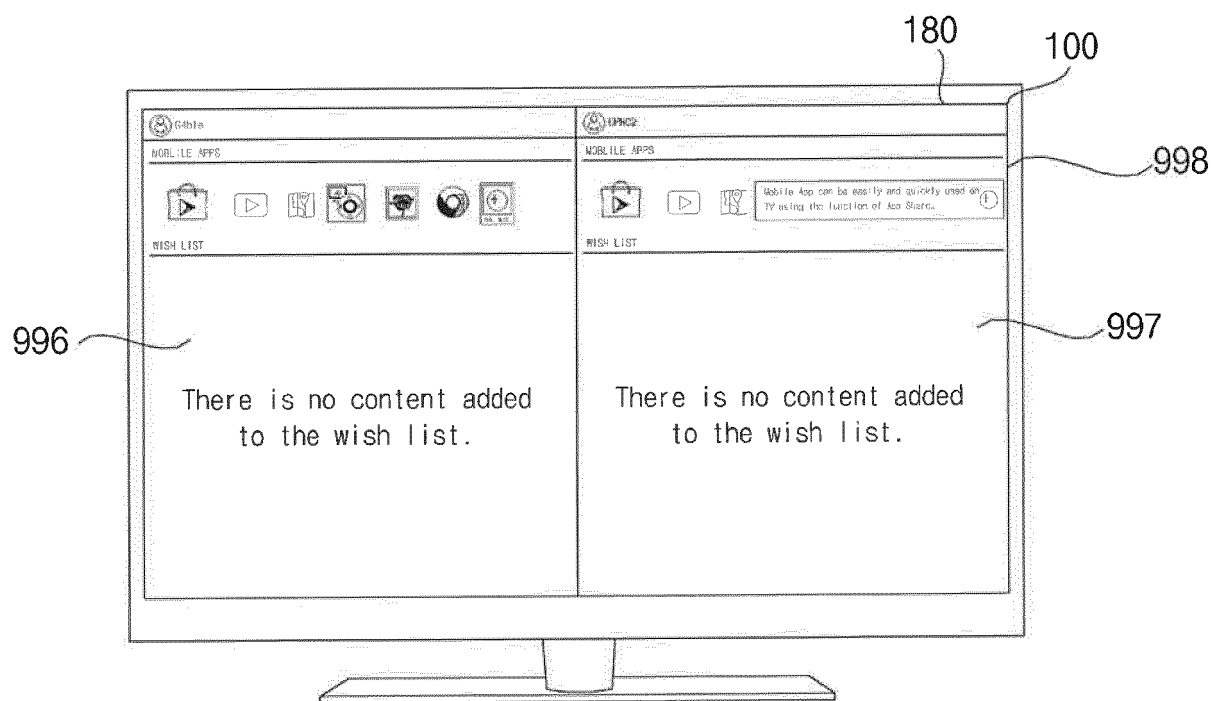 180
100
998
G4bla
MOBLILE APPS
MOBLILE APPS
Mobile App can be easily and quickly used on
TV using the function of App Share.
WISH LIST
WISH LIST
996
997
There is no content added
to the wish list.
There is no content added
to the wish list.